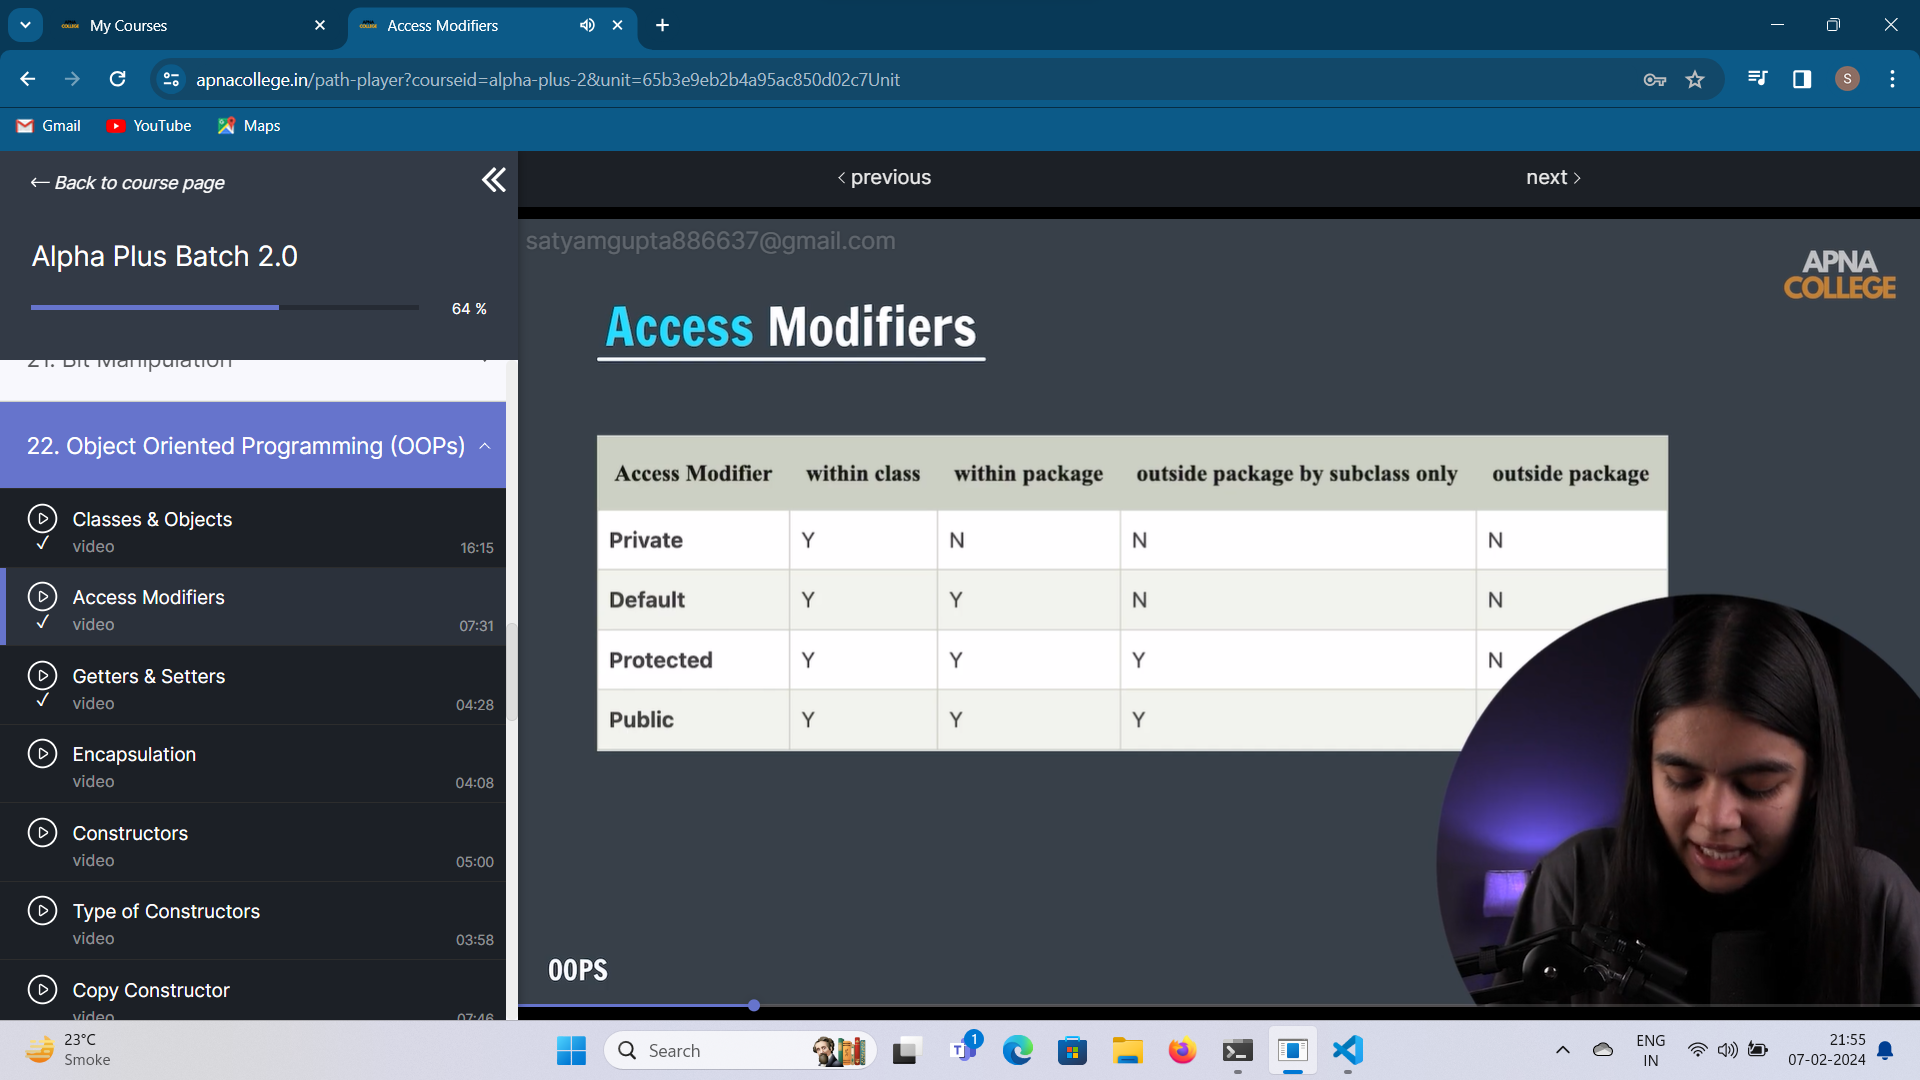 My Courses
Access Modifiers
apnacollege.in/path-player?courseid=alpha-plus-2&unit=65b3e9eb2b4a95ac850d02c7Unit
S
Gmail
YouTube
Maps
← Back to course page
‹ previous
next ›
Alpha Plus Batch 2.0
64 %
21. Bit Manipulation
22. Object Oriented Programming (OOPs)
Classes & Objects
video
16:15
Access Modifiers
video
07:31
Getters & Setters
video
04:28
Encapsulation
video
04:08
Constructors
video
05:00
Type of Constructors
video
03:58
Copy Constructor
video
07:46
satyamgupta886637@gmail.com
APNA
COLLEGE
Access Modifiers
Access Modifier within class within package outside package by subclass only outside package
Private Y N N N
Default Y Y N N
Protected Y Y Y N
Public Y Y Y
OOPS
23°C
Smoke
Search
T
1
ENG
IN
21:55
07-02-2024